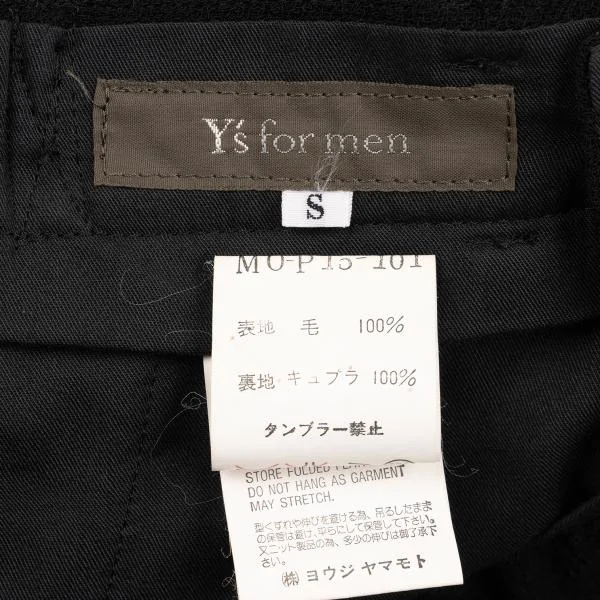 Y's for men
S
MO-P15-101
表地 毛 100%
裏地 キュプラ 100%
タンブラー禁止
STORE FOLDED
DO NOT HANG AS GARMENT
MAY STRETCH.
型くずれや伸びを避ける為、吊るしたまま
の保管は避け、平らにして保管して下さい。
又ニット製品の為、多少の伸びは御了承下
さい。
㈱ ヨウジ ヤマモト